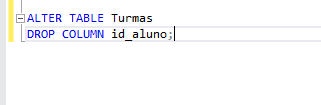 ALTER TABLE Turmas
DROP COLUMN id_aluno;